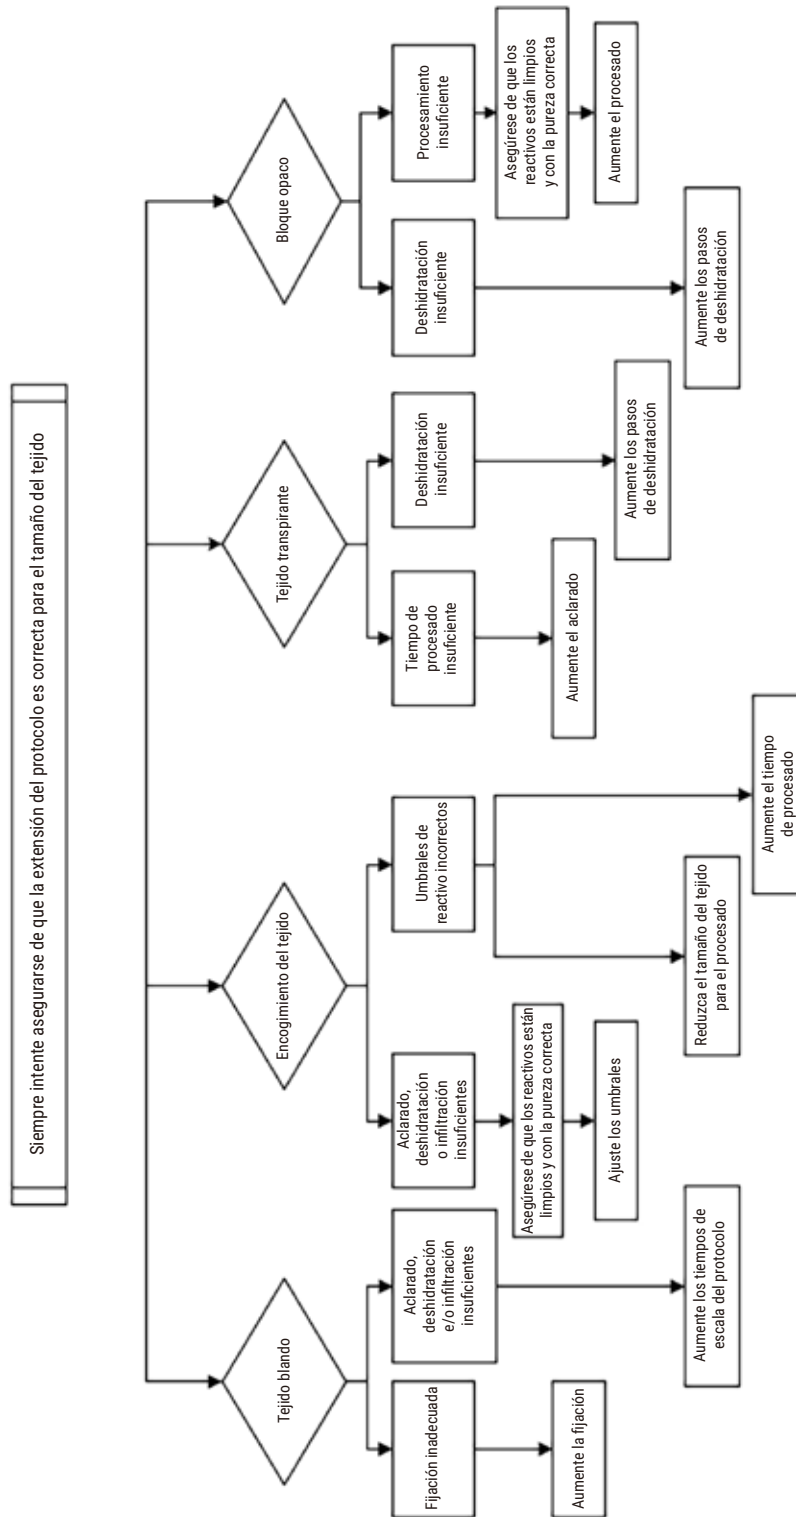 Siempre intente asegurarse de que la extensión del protocolo es correcta para el tamaño del tejido
Tejido blando
Fijación inadecuada
Aumente la fijación
Aclarado,
deshidratación
e/o infiltración
insuficientes
Aumente los tiempos de
escala del protocolo
Encogimiento del tejido
Aclarado,
deshidratación
o infiltración
insuficientes
Asegúrese de que los reactivos están
limpios y con la pureza correcta
Ajuste los umbrales
Umbrales de
reactivo incorrectos
Reduzca el tamaño del tejido
para el procesado
Aumente el tiempo
de procesado
Tejido transpirante
Tiempo de
procesado
insuficiente
Aumente el aclarado
Deshidratación
insuficiente
Aumente los pasos
de deshidratación
Bloque opaco
Deshidratación
insuficiente
Aumente los pasos
de deshidratación
Procesamiento
insuficiente
Asegúrese de que los
reactivos están limpios
y con la pureza correcta
Aumente el procesado